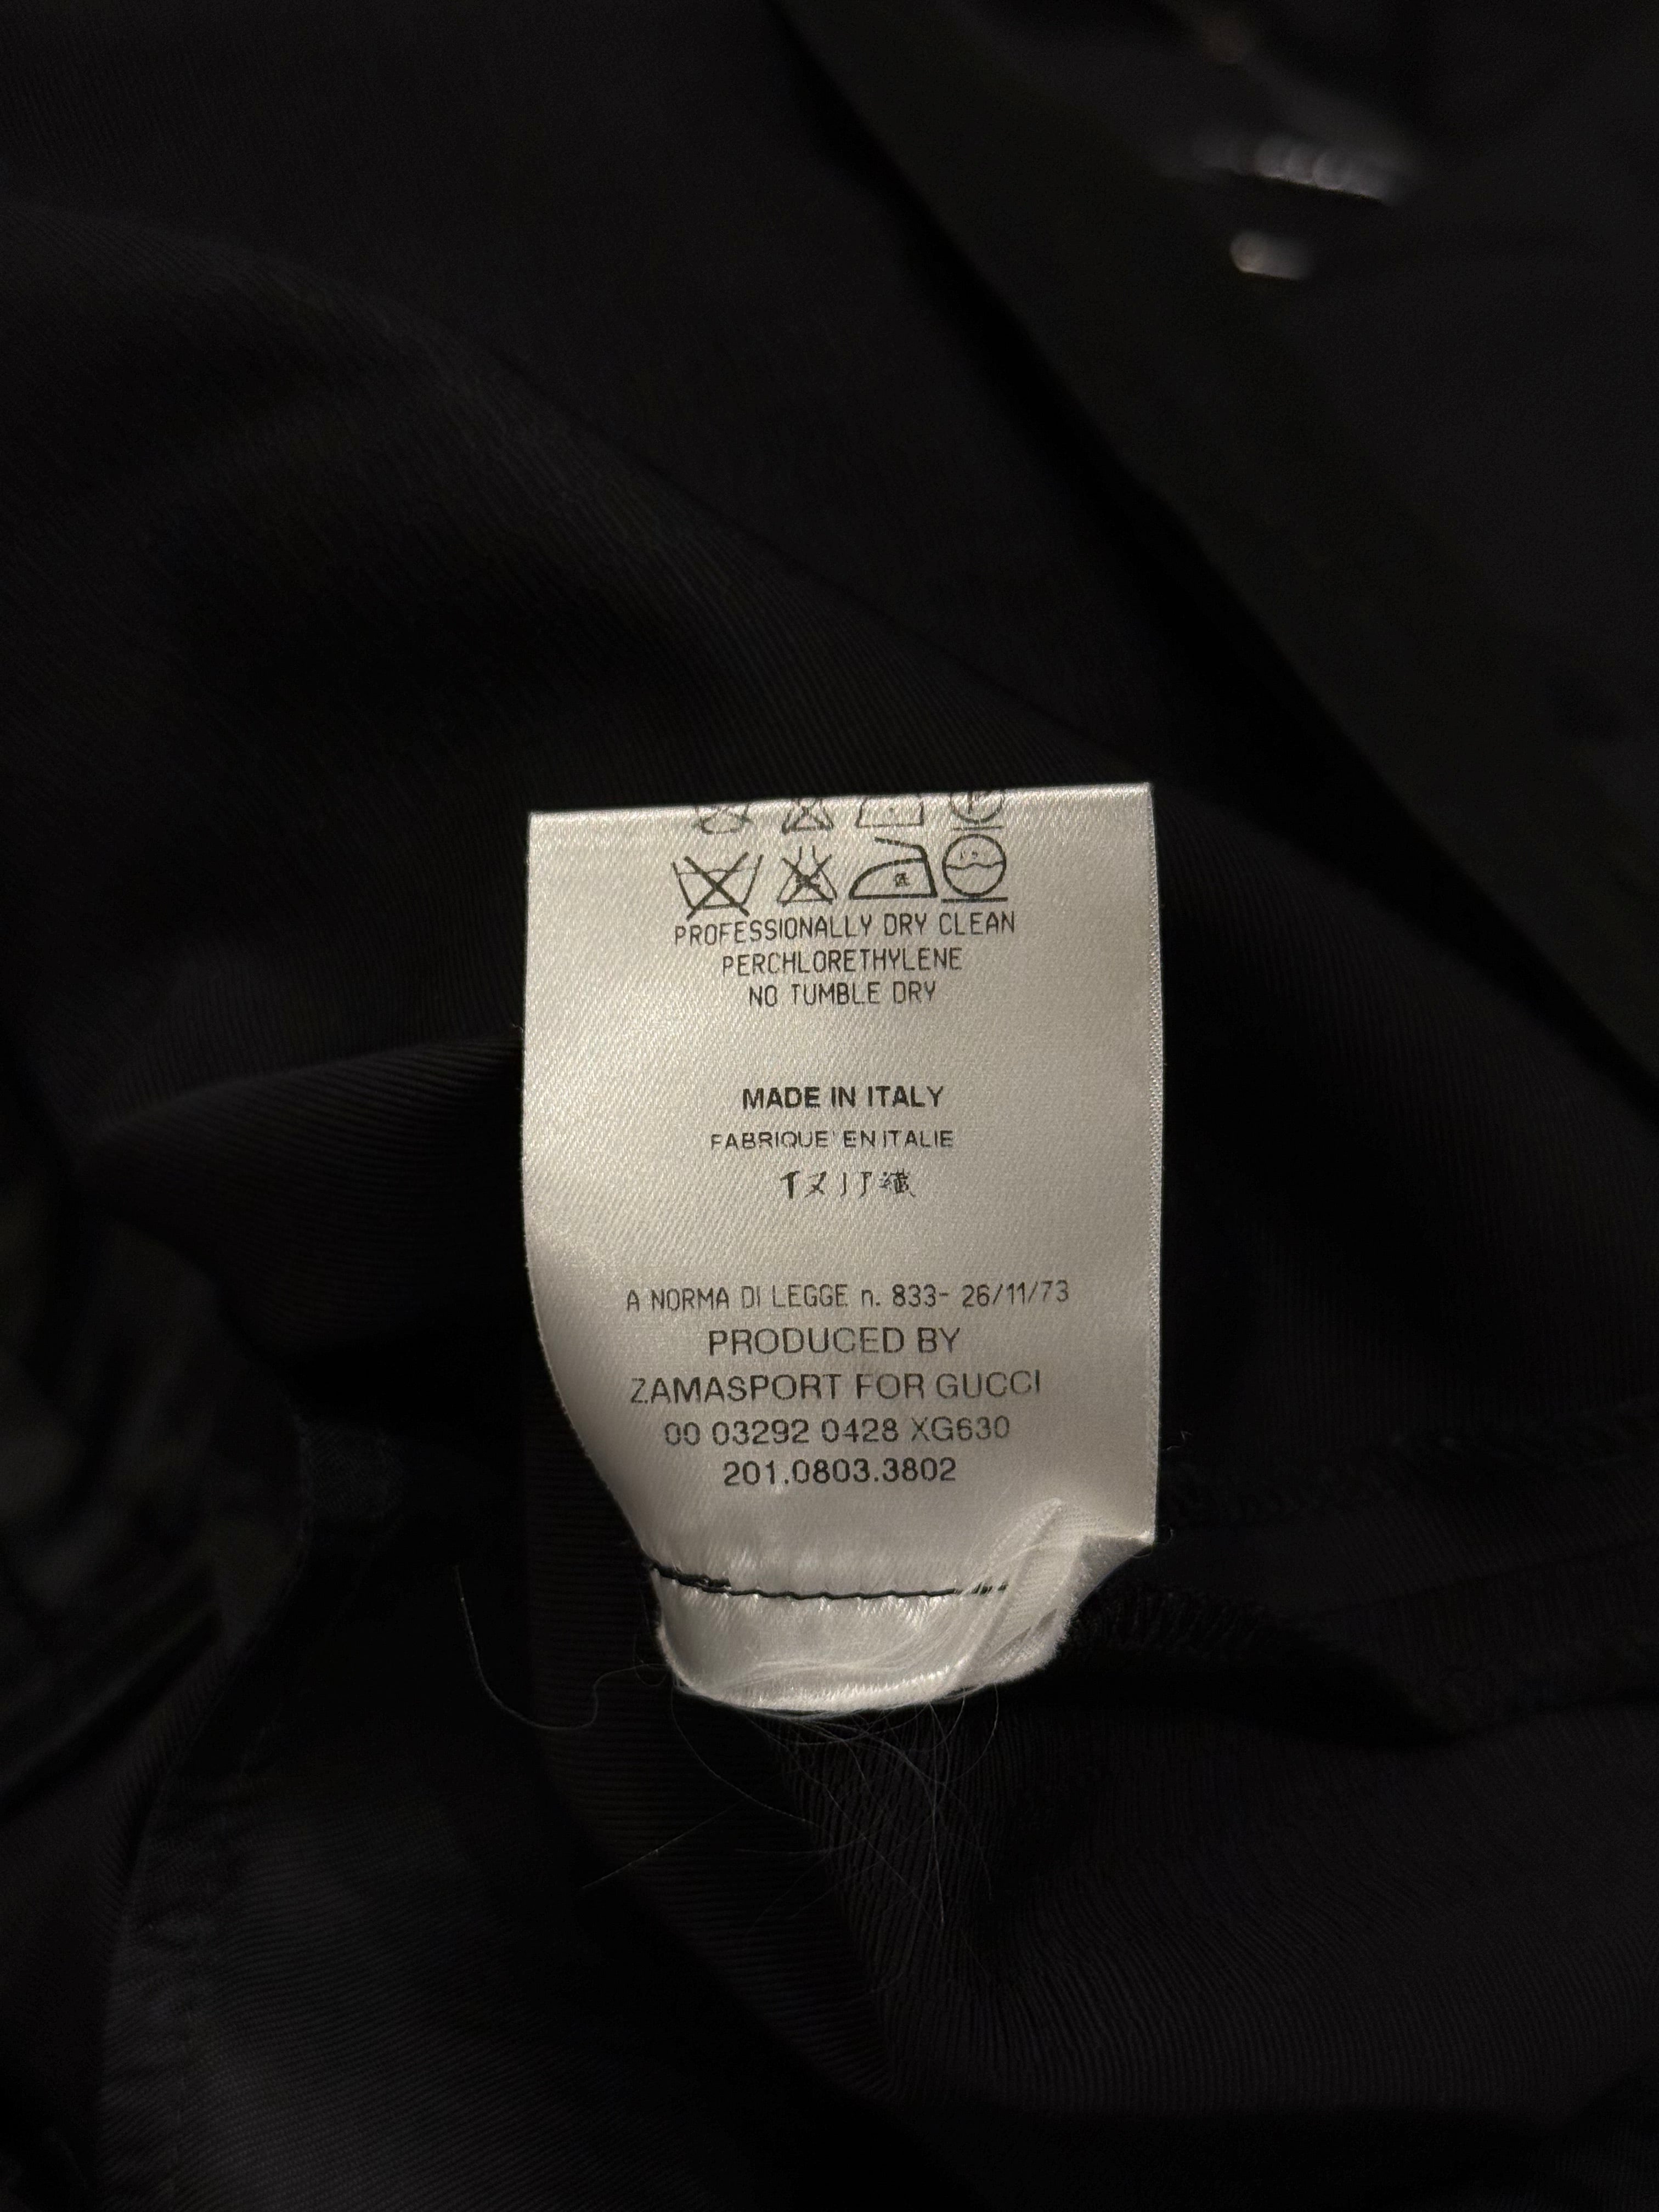 PROFESSIONALLY DRY CLEAN
PERCHLORETHYLENE
NO TUMBLE DRY
MADE IN ITALY
FABRIQUE' EN ITALIE
A NORMA DI LEGGE n. 833- 26/11/73
PRODUCED BY
ZAMASPORT FOR GUCCI
00 03292 0428 XG630
201.0803.3802